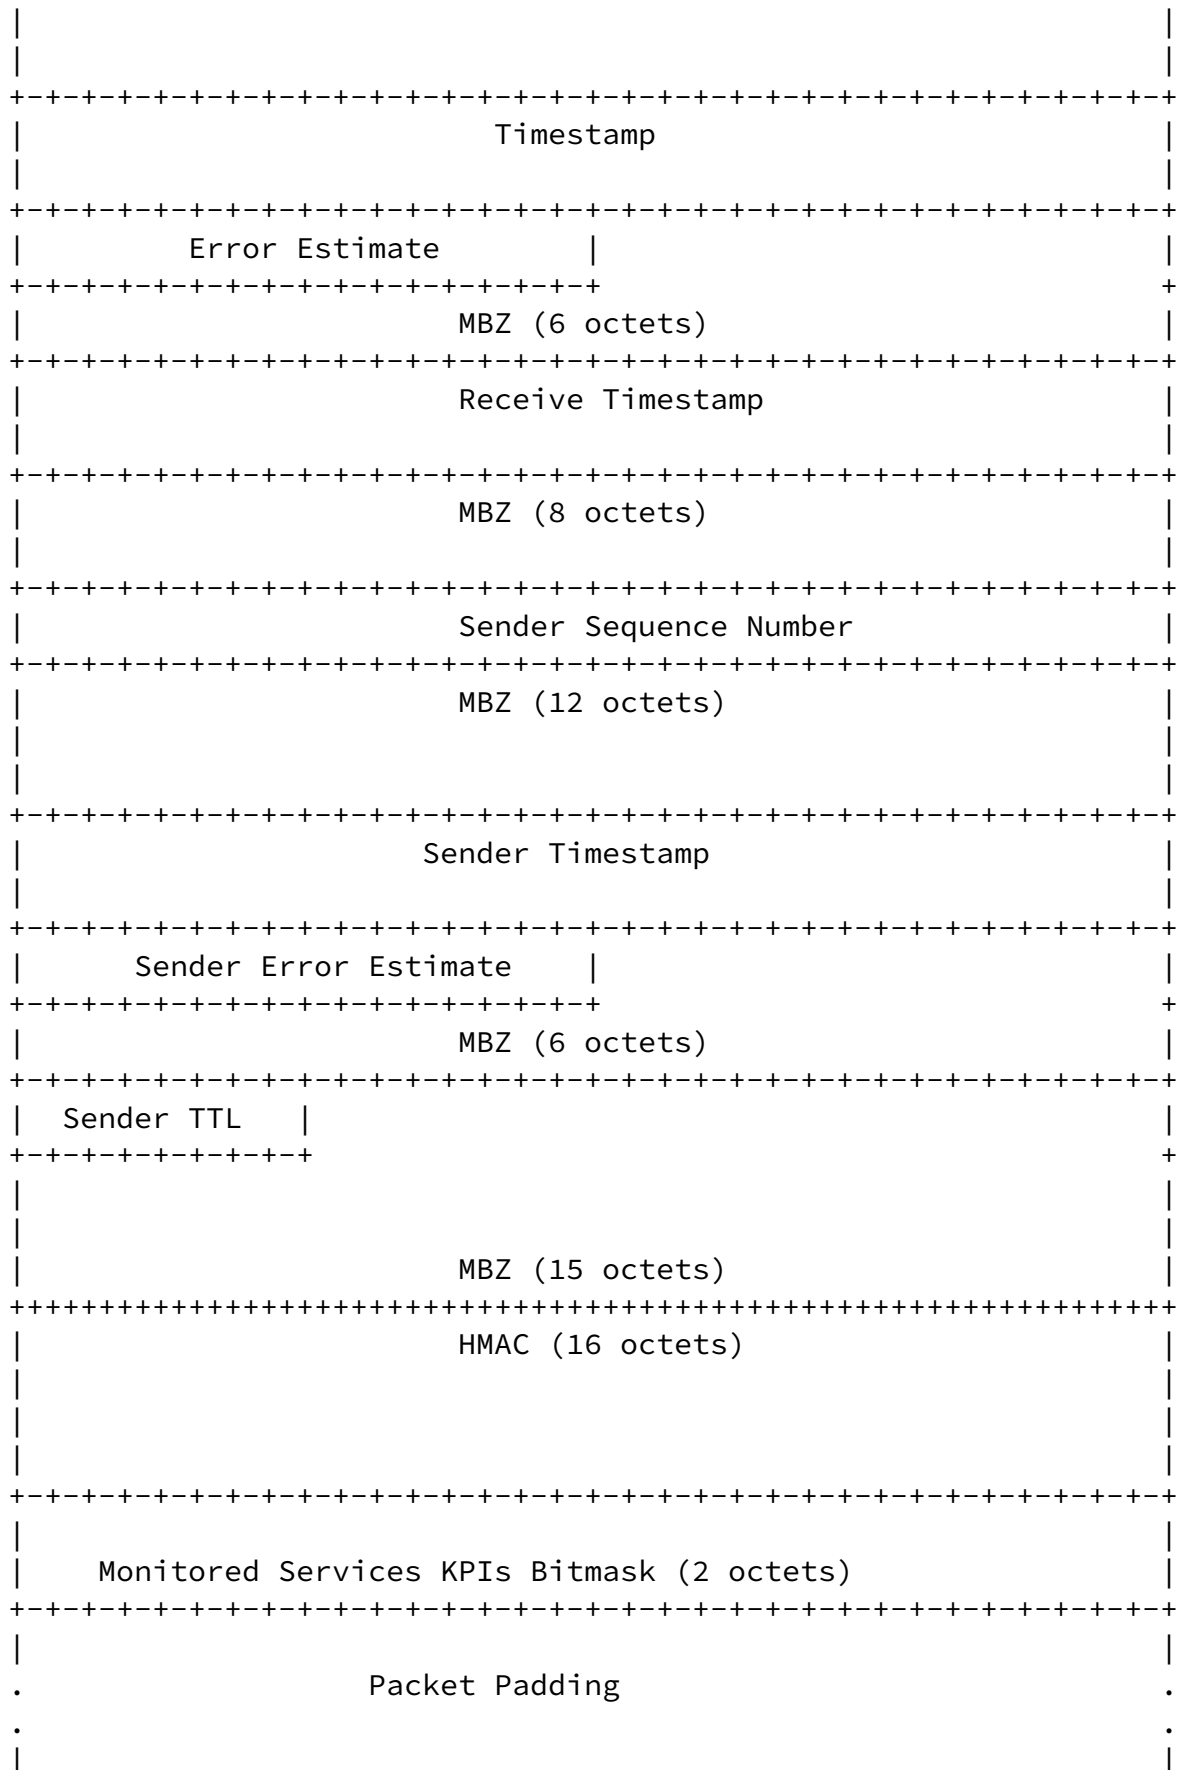 |                                                               |
|                                                               |
+-+-+-+-+-+-+-+-+-+-+-+-+-+-+-+-+-+-+-+-+-+-+-+-+-+-+-+-+-+-+-+-+
|                          Timestamp                            |
|                                                               |
+-+-+-+-+-+-+-+-+-+-+-+-+-+-+-+-+-+-+-+-+-+-+-+-+-+-+-+-+-+-+-+-+
|         Error Estimate        |                               |
+-+-+-+-+-+-+-+-+-+-+-+-+-+-+-+-+                               +
|                        MBZ (6 octets)                         |
+-+-+-+-+-+-+-+-+-+-+-+-+-+-+-+-+-+-+-+-+-+-+-+-+-+-+-+-+-+-+-+-+
|                        Receive Timestamp                      |
|                                                               |
+-+-+-+-+-+-+-+-+-+-+-+-+-+-+-+-+-+-+-+-+-+-+-+-+-+-+-+-+-+-+-+-+
|                        MBZ (8 octets)                         |
|                                                               |
+-+-+-+-+-+-+-+-+-+-+-+-+-+-+-+-+-+-+-+-+-+-+-+-+-+-+-+-+-+-+-+-+
|                        Sender Sequence Number                 |
+-+-+-+-+-+-+-+-+-+-+-+-+-+-+-+-+-+-+-+-+-+-+-+-+-+-+-+-+-+-+-+-+
|                        MBZ (12 octets)                        |
|                                                               |
|                                                               |
+-+-+-+-+-+-+-+-+-+-+-+-+-+-+-+-+-+-+-+-+-+-+-+-+-+-+-+-+-+-+-+-+
|                      Sender Timestamp                         |
|                                                               |
+-+-+-+-+-+-+-+-+-+-+-+-+-+-+-+-+-+-+-+-+-+-+-+-+-+-+-+-+-+-+-+-+
|      Sender Error Estimate    |                               |
+-+-+-+-+-+-+-+-+-+-+-+-+-+-+-+-+                               +
|                        MBZ (6 octets)                         |
+-+-+-+-+-+-+-+-+-+-+-+-+-+-+-+-+-+-+-+-+-+-+-+-+-+-+-+-+-+-+-+-+
|  Sender TTL   |                                               |
+-+-+-+-+-+-+-+-+                                               +
|                                                               |
|                                                               |
|                        MBZ (15 octets)                        |
+++++++++++++++++++++++++++++++++++++++++++++++++++++++++++++++++
|                        HMAC (16 octets)                       |
|                                                               |
|                                                               |
|                                                               |
+-+-+-+-+-+-+-+-+-+-+-+-+-+-+-+-+-+-+-+-+-+-+-+-+-+-+-+-+-+-+-+-+
|                                                               |
|    Monitored Services KPIs Bitmask (2 octets)                 |
+-+-+-+-+-+-+-+-+-+-+-+-+-+-+-+-+-+-+-+-+-+-+-+-+-+-+-+-+-+-+-+-+
|                                                               |
.                   Packet Padding                              .
.                                                               .
|                                                               |